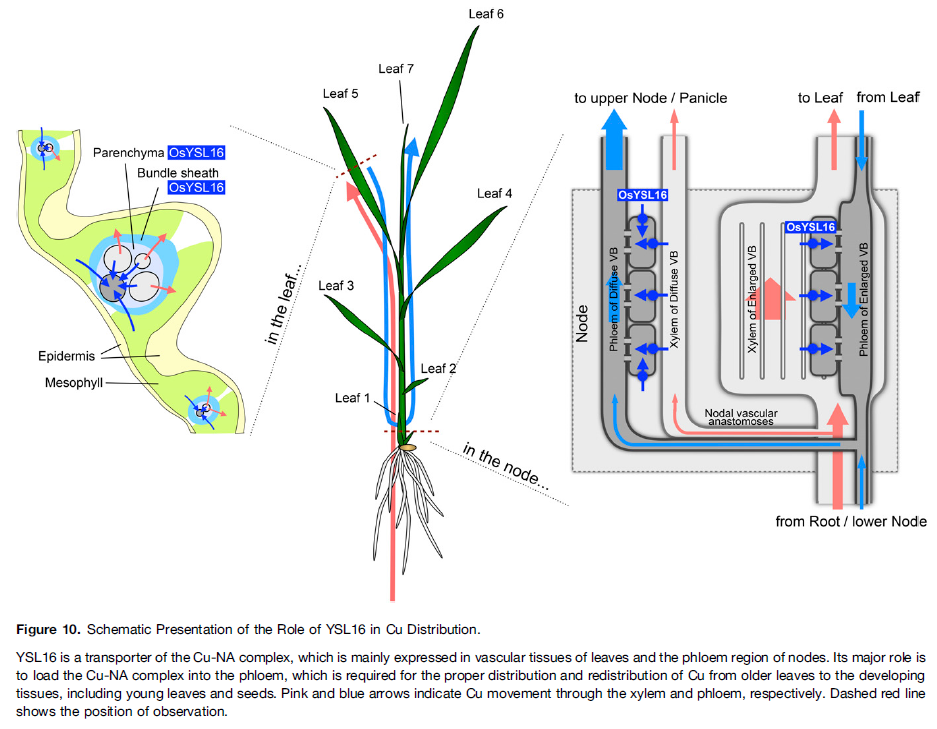 Leaf 6
Leaf 7
Leaf 5
Leaf 4
Leaf 3
Leaf 2
Leaf 1
Parenchyma OsYSL16
Bundle sheath
OsYSL16
Epidermis
Mesophyll
in the leaf...
in the node...
to upper Node / Panicle
to Leaf
from Leaf
OsYSL16
OsYSL16
Node
Phloem of Diffuse VB
Xylem of Diffuse VB
Xylem of Enlarged VB
Phloem of Enlarged VB
Nodal vascular
anastomoses
from Root / lower Node
Figure 10. Schematic Presentation of the Role of YSL16 in Cu Distribution.
YSL16 is a transporter of the Cu-NA complex, which is mainly expressed in vascular tissues of leaves and the phloem region of nodes. Its major role is
to load the Cu-NA complex into the phloem, which is required for the proper distribution and redistribution of Cu from older leaves to the developing
tissues, including young leaves and seeds. Pink and blue arrows indicate Cu movement through the xylem and phloem, respectively. Dashed red line
shows the position of observation.